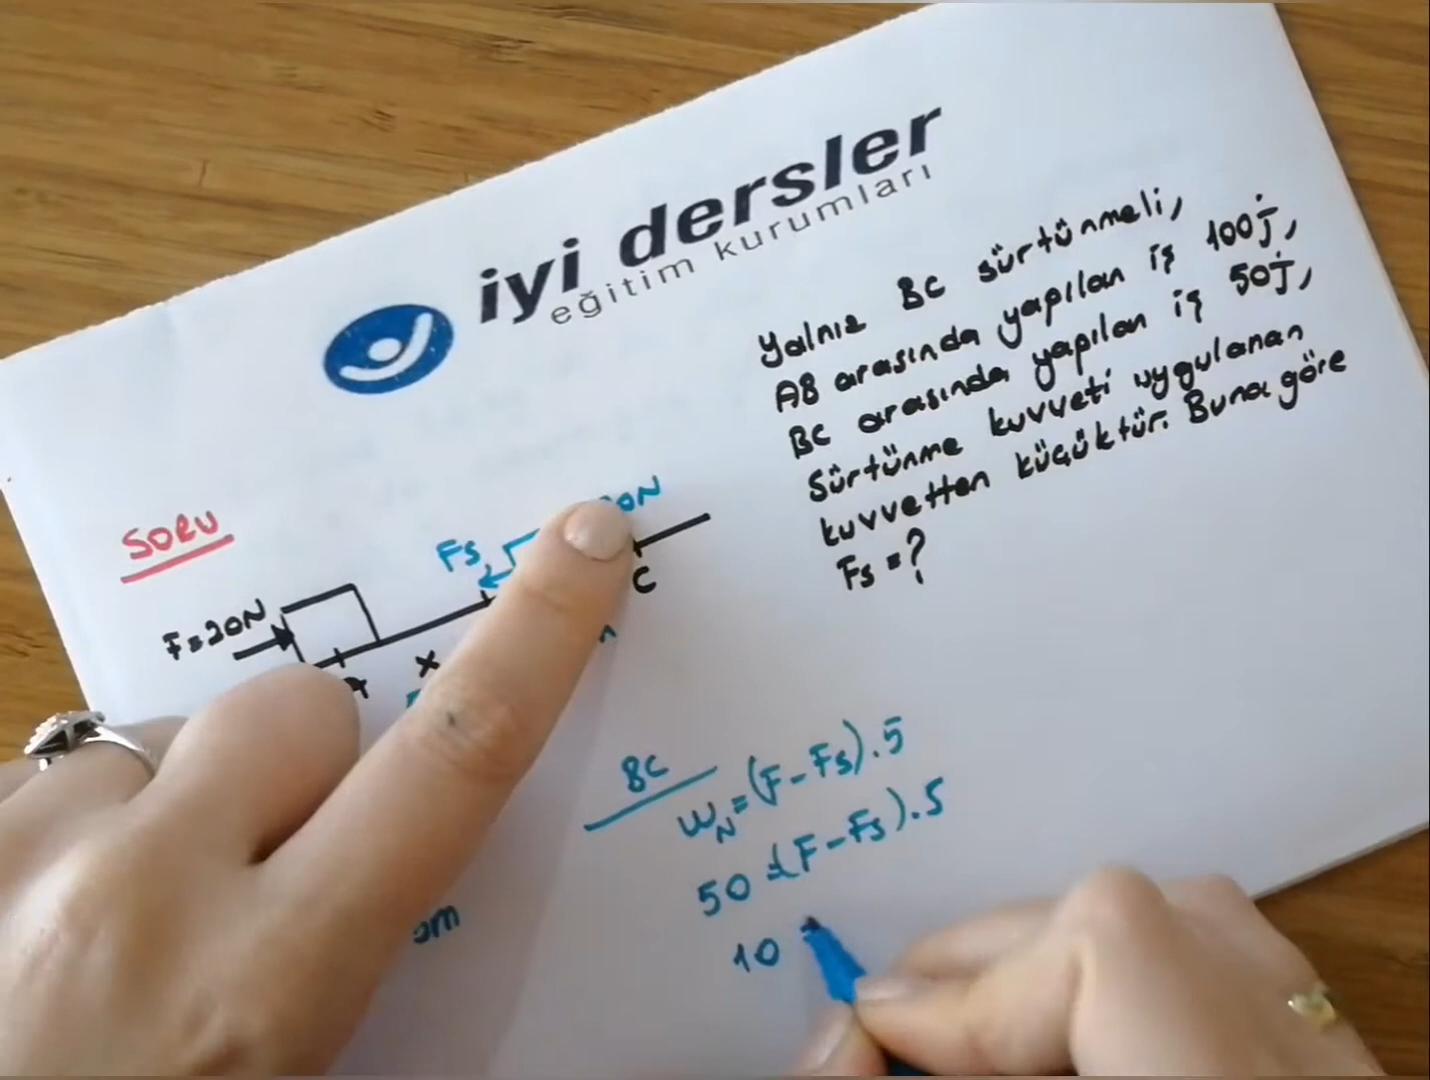 iyi dersler
eğitim kurumları
Yalnız BC sürtünmeli,
AB arasında yapılan iş 100j,
BC arasında yapılan iş 50j,
Sürtünme kuvveti uygulanan
kuvvetten küçüktür. Buna göre
Fs=?
SORU
Fs
C
F=20N
x
BC
WN=(F-Fs).5
50=(F-Fs).5
10